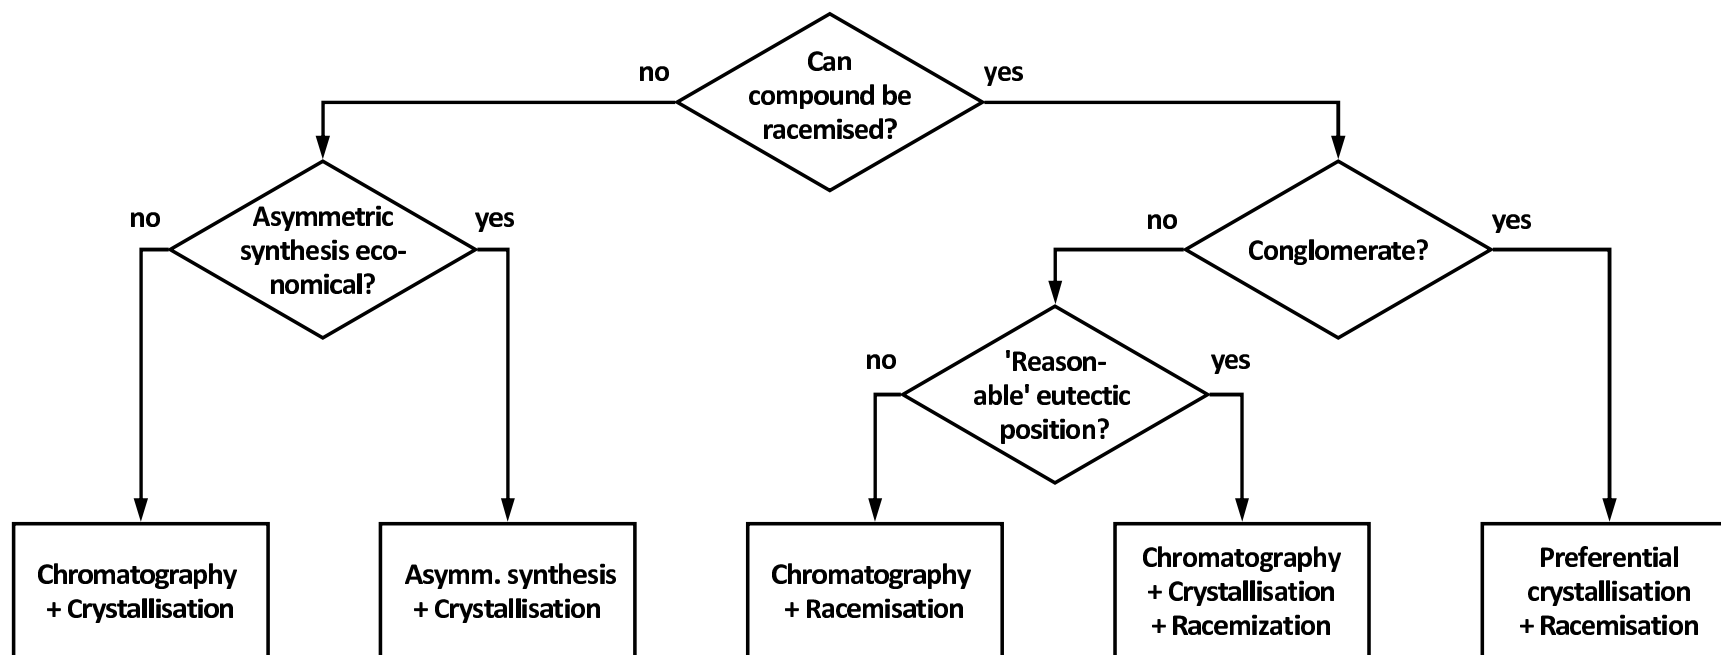 Can
compound be
racemised?
no
yes
Asymmetric
synthesis eco-
nomical?
no
yes
Conglomerate?
no
yes
'Reason-
able' eutectic
position?
no
yes
Chromatography
+ Crystallisation
Asymm. synthesis
+ Crystallisation
Chromatography
+ Racemisation
Chromatography
+ Crystallisation
+ Racemization
Preferential
crystallisation
+ Racemisation